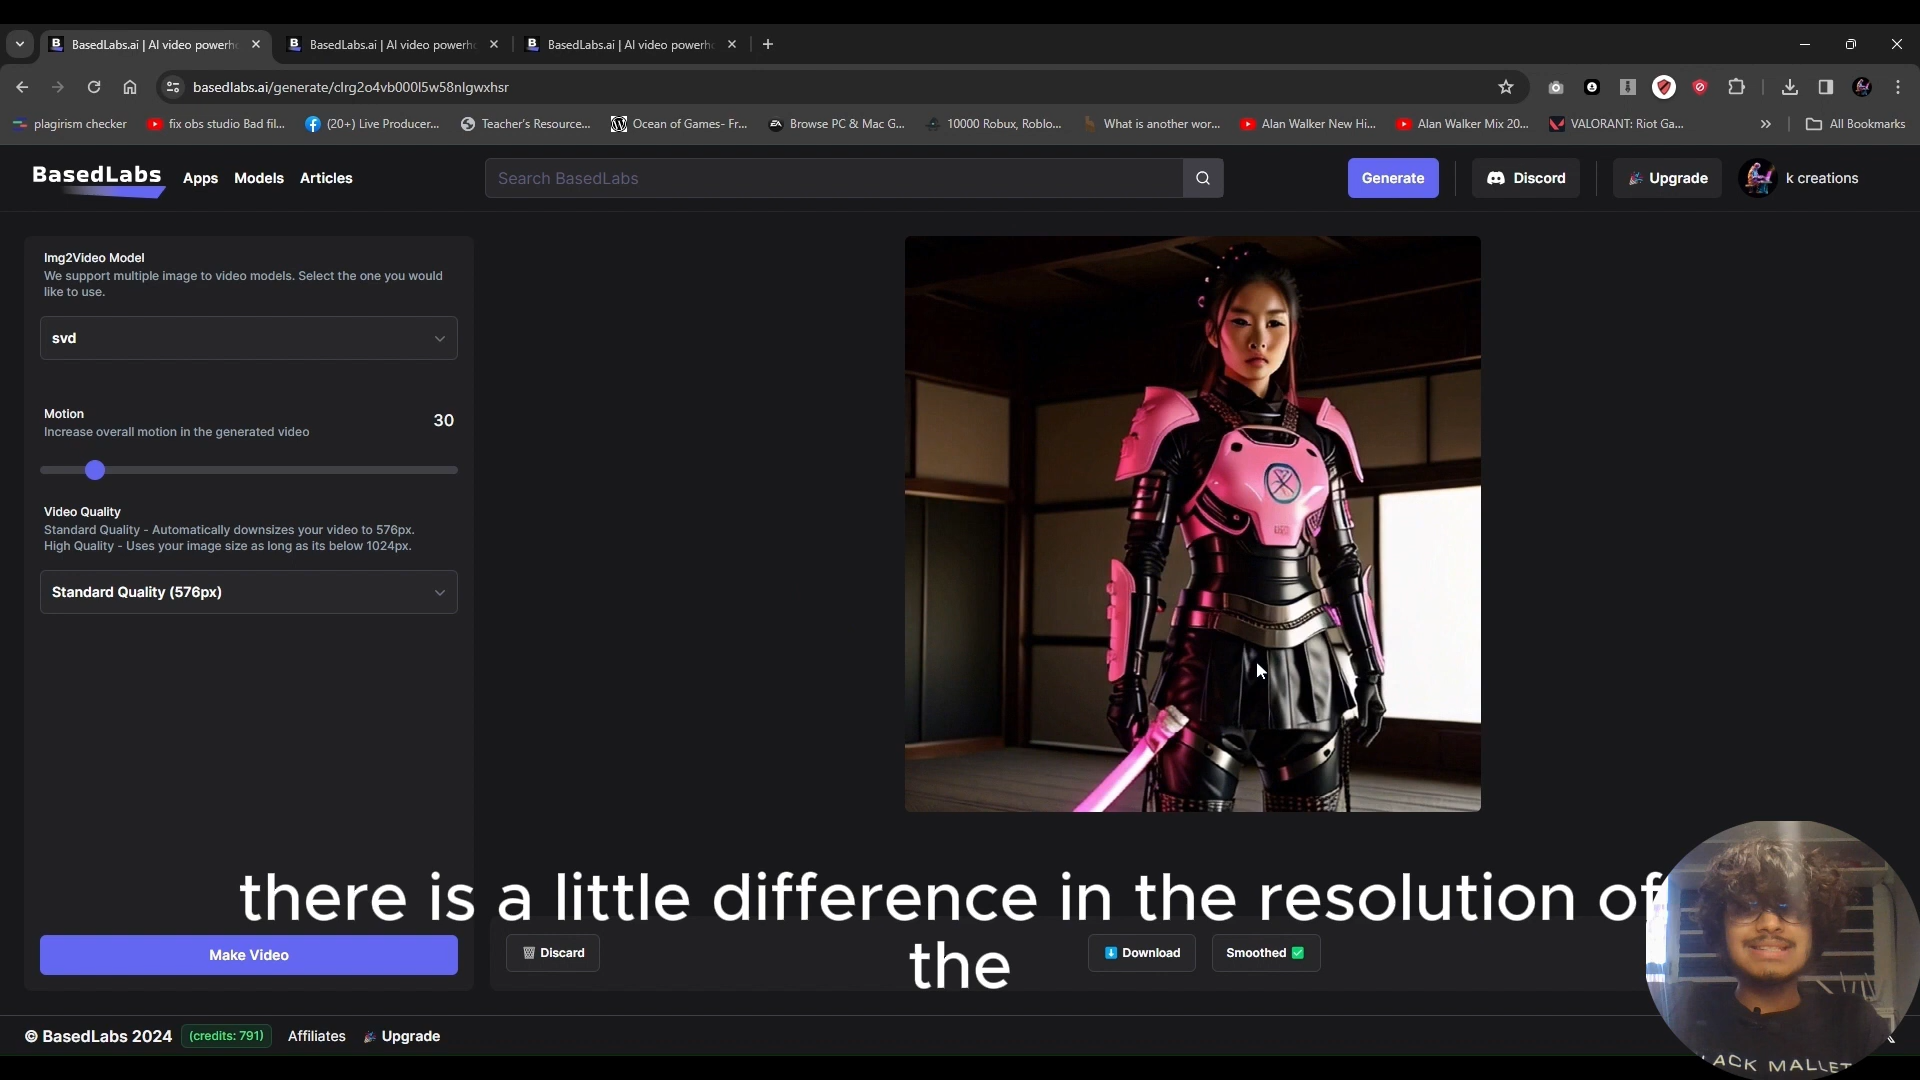 BasedLabs.ai | AI video powerh
BasedLabs.ai | AI video powerh
BasedLabs.ai | AI video powerh
basedlabs.ai/generate/clrg2o4vb000l5w58nlgwxhsr
plagirism checker
fix obs studio Bad fil...
(20+) Live Producer...
Teacher's Resource...
Ocean of Games- Fr...
Browse PC & Mac G...
10000 Robux, Roblo...
What is another wor...
Alan Walker New Hi...
Alan Walker Mix 20...
VALORANT: Riot Ga...
All Bookmarks
BasedLabs
Apps
Models
Articles
Search BasedLabs
Generate
Discord
Upgrade
k creations
Img2Video Model
We support multiple image to video models. Select the one you would
like to use.
svd
Motion
30
Increase overall motion in the generated video
Video Quality
Standard Quality - Automatically downsizes your video to 576px.
High Quality - Uses your image size as long as its below 1024px.
Standard Quality (576px)
there is a little difference in the resolution of
the
Make Video
Discard
Download
Smoothed
© BasedLabs 2024
(credits: 791)
Affiliates
Upgrade
LACK MALLET